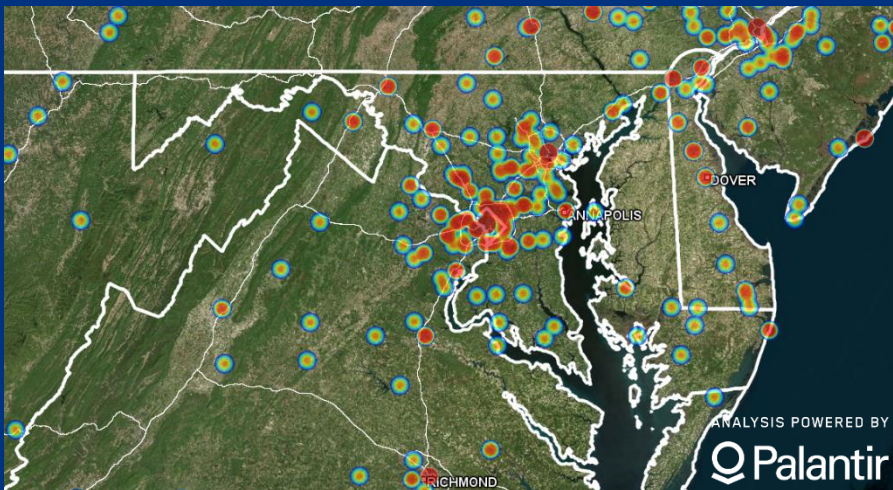 DOVER
ANNAPOLIS
RICHMOND
ANALYSIS POWERED BY
Palantir